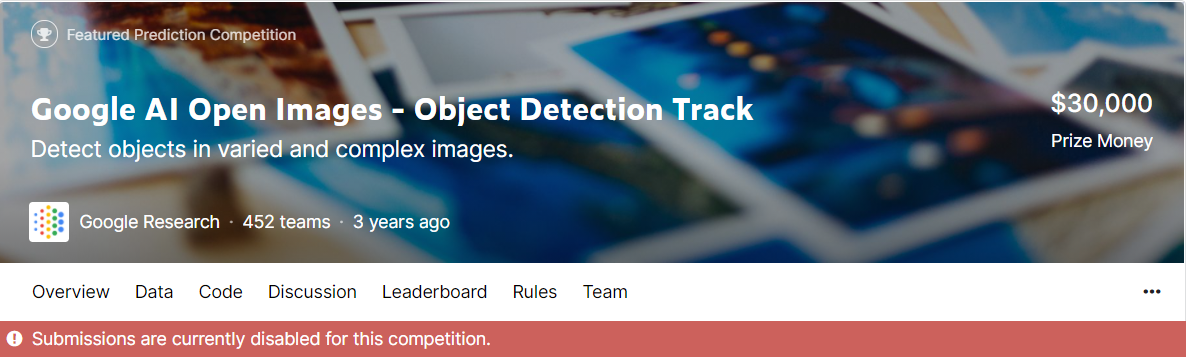 Featured Prediction Competition
Google AI Open Images - Object Detection Track
$30,000
Detect objects in varied and complex images.
Prize Money
Google Research · 452 teams · 3 years ago
Overview Data Code Discussion Leaderboard Rules Team
Submissions are currently disabled for this competition.